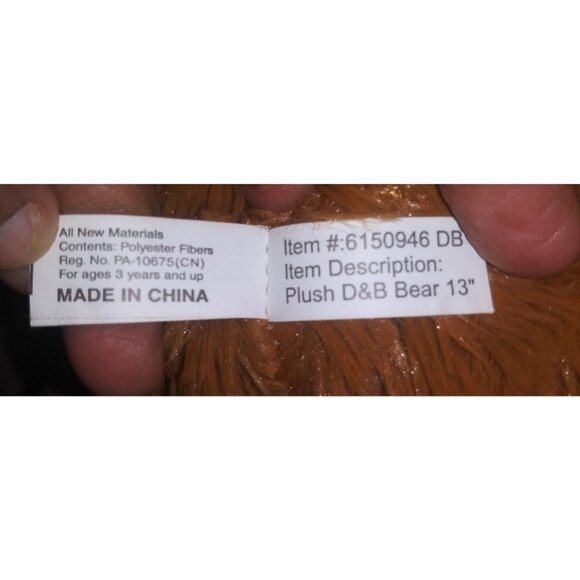 All New Materials
Contents: Polyester Fibers
Reg. No. PA-10675(CN)
For ages 3 years and up
MADE IN CHINA
Item #:6150946 DB
Item Description:
Plush D&B Bear 13"